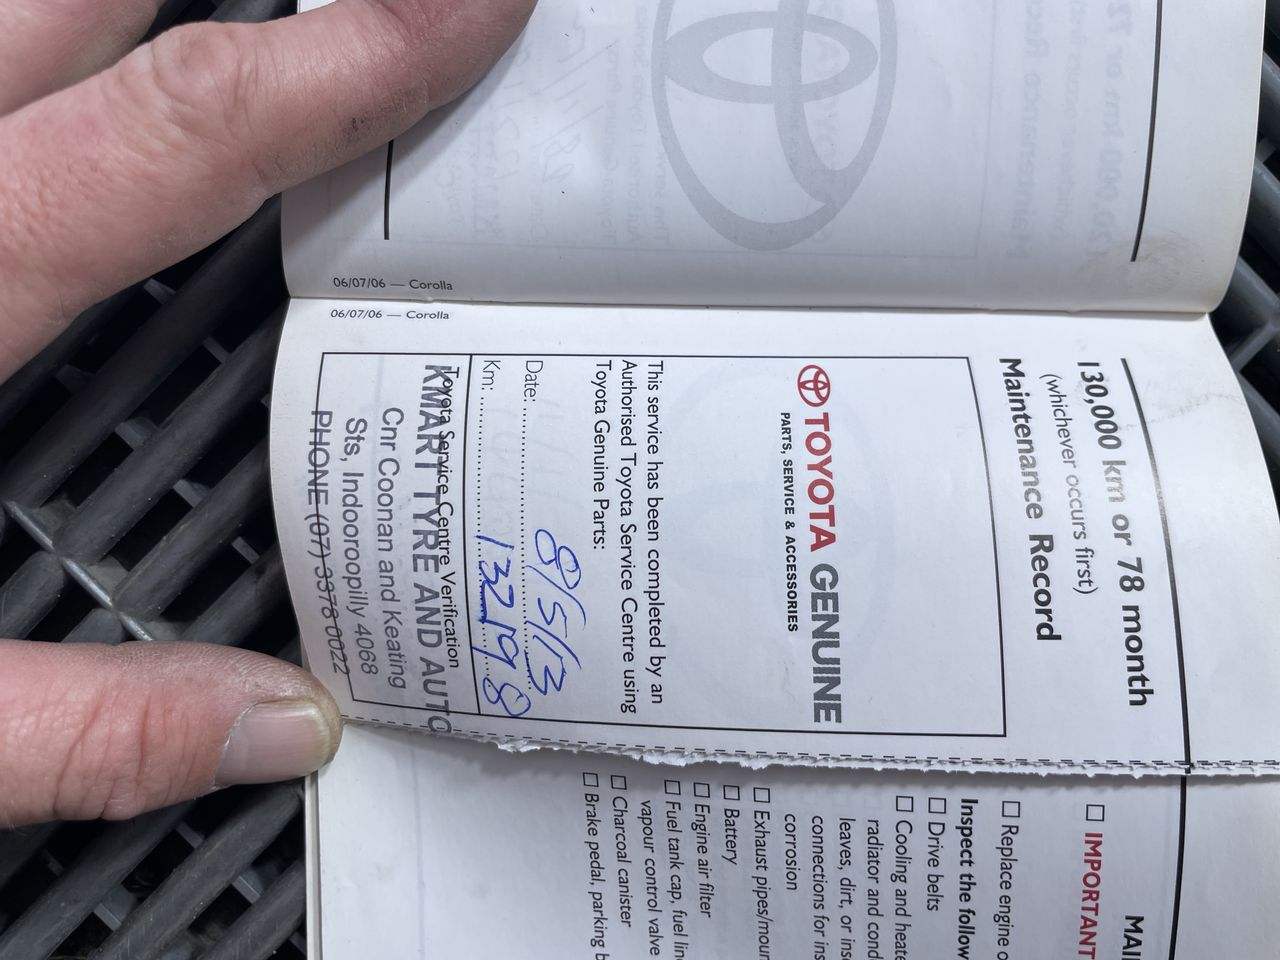 06/07/06 — Corolla
06/07/06 — Corolla
130,000 km or 78 month
(whichever occurs first)
Maintenance Record
TOYOTA GENUINE
PARTS, SERVICE & ACCESSORIES
This service has been completed by an
Authorised Toyota Service Centre using
Toyota Genuine Parts:
Date: 8/5/13
Km: 132198
Toyota Service Centre Verification
KMART TYRE AND AUTO
Cnr Coonan and Keating
Sts, Indooroopilly 4068
PHONE (07) 3378 0022
IMPORTANT
Replace engine
Inspect the follow
Drive belts
Cooling and heate
radiator and cond
leaves, dirt, or inse
connections for ins
corrosion
Exhaust pipes/moun
Battery
Engine air filter
Fuel tank cap, fuel lin
vapour control valve
Charcoal canister
Brake pedal, parking b